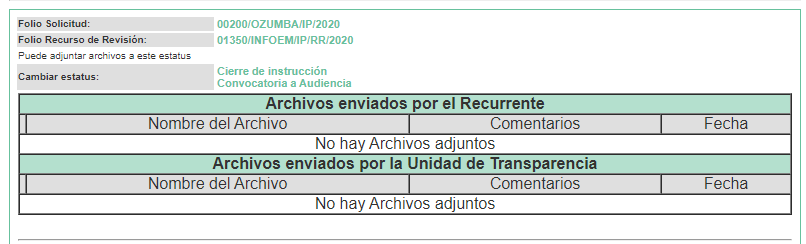 Folio Solicitud: 00200/OZUMBA/IP/2020
Folio Recurso de Revisión: 01350/INFOEM/IP/RR/2020
Puede adjuntar archivos a este estatus
Cambiar estatus: Cierre de instrucción
Convocatoria a Audiencia
Archivos enviados por el Recurrente
Nombre del Archivo Comentarios Fecha
No hay Archivos adjuntos
Archivos enviados por la Unidad de Transparencia
Nombre del Archivo Comentarios Fecha
No hay Archivos adjuntos